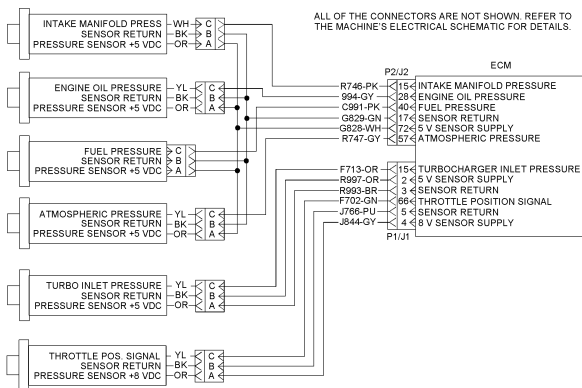 ALL OF THE CONNECTORS ARE NOT SHOWN. REFER TO
THE MACHINE'S ELECTRICAL SCHEMATIC FOR DETAILS.
INTAKE MANIFOLD PRESS WH C
SENSOR RETURN BK B
PRESSURE SENSOR +5 VDC OR A
ENGINE OIL PRESSURE YL C
SENSOR RETURN BK B
PRESSURE SENSOR +5 VDC OR A
FUEL PRESSURE C
SENSOR RETURN B
PRESSURE SENSOR +5 VDC A
ATMOSPHERIC PRESSURE YL C
SENSOR RETURN BK B
PRESSURE SENSOR +5 VDC OR A
TURBO INLET PRESSURE YL C
SENSOR RETURN BK B
PRESSURE SENSOR +5 VDC OR A
THROTTLE POS. SIGNAL YL C
SENSOR RETURN BK B
PRESSURE SENSOR +8 VDC OR A
ECM
P2/J2
R746-PK 15 INTAKE MANIFOLD PRESSURE
994-GY 28 ENGINE OIL PRESSURE
C991-PK 40 FUEL PRESSURE
G829-GN 17 SENSOR RETURN
G828-WH 72 5 V SENSOR SUPPLY
R747-GY 57 ATMOSPHERIC PRESSURE
F713-OR 15 TURBOCHARGER INLET PRESSURE
R997-OR 2 5 V SENSOR SUPPLY
R993-BR 3 SENSOR RETURN
F702-GN 66 THROTTLE POSITION SIGNAL
J766-PU 5 SENSOR RETURN
J844-GY 4 8 V SENSOR SUPPLY
P1/J1